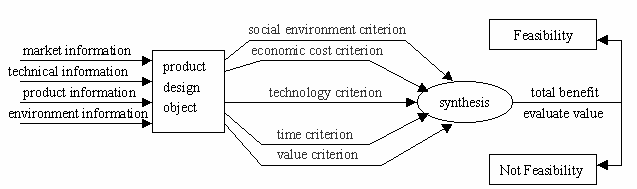 social environment criterion
economic cost criterion
Feasibility
market information
technical information
product information
environment information
product
design
object
technology criterion
synthesis
total benefit
evaluate value
time criterion
value criterion
Not Feasibility